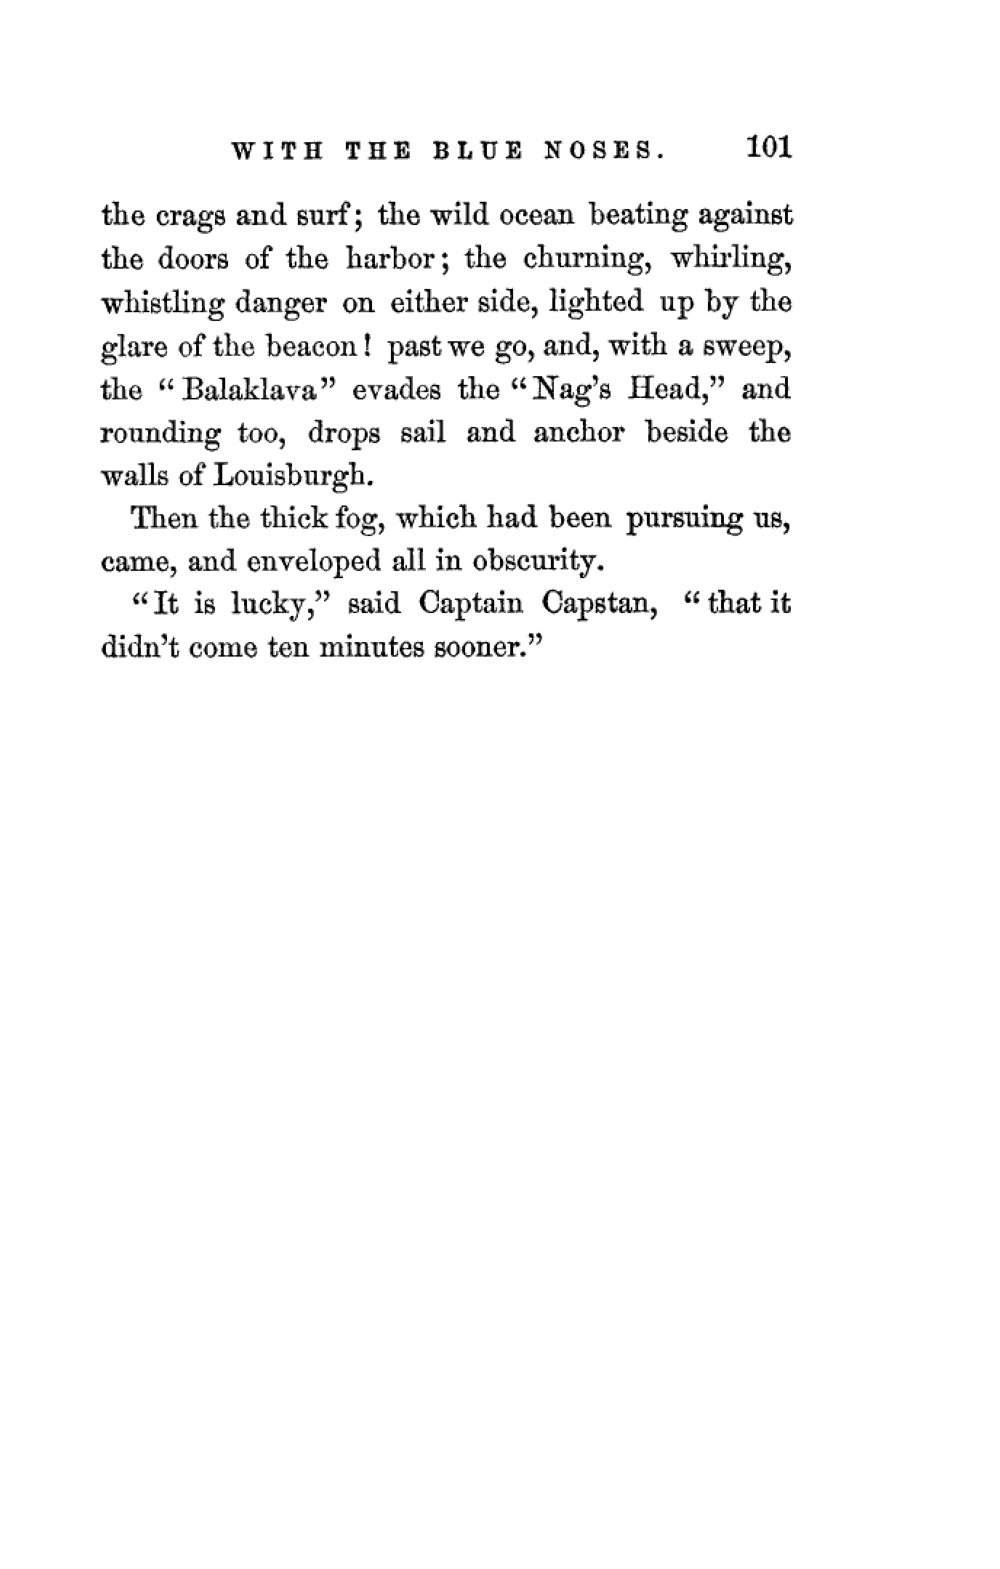 WITH THE BLUE NOSES. 101
the crags and surf; the wild ocean beating against
the doors of the harbor; the churning, whirling,
whistling danger on either side, lighted up by the
glare of the beacon! past we go, and, with a sweep,
the “Balaklava” evades the “Nag’s Head,” and
rounding too, drops sail and anchor beside the
walls of Louisburgh.
Then the thick fog, which had been pursuing us,
came, and enveloped all in obscurity.
“It is lucky,” said Captain Capstan, “that it
didn’t come ten minutes sooner.”